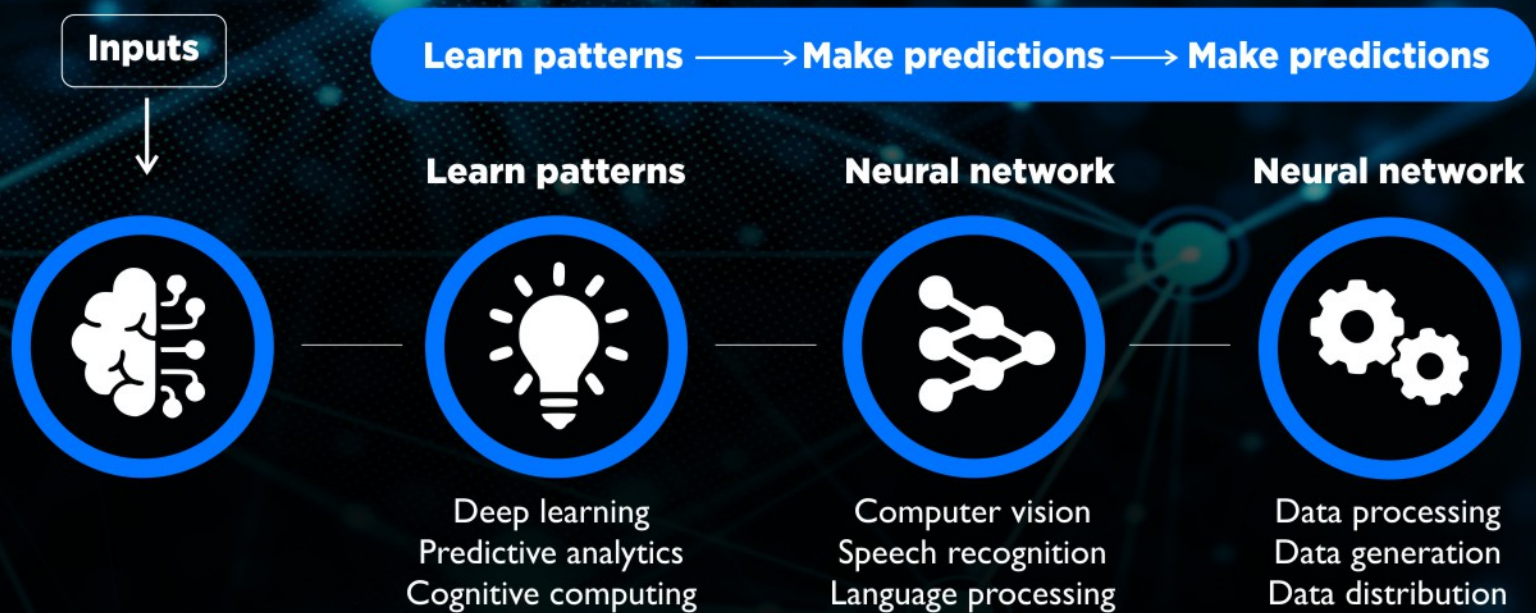 Inputs
Learn patterns → Make predictions → Make predictions
Learn patterns
Neural network
Neural network
Deep learning
Predictive analytics
Cognitive computing
Computer vision
Speech recognition
Language processing
Data processing
Data generation
Data distribution